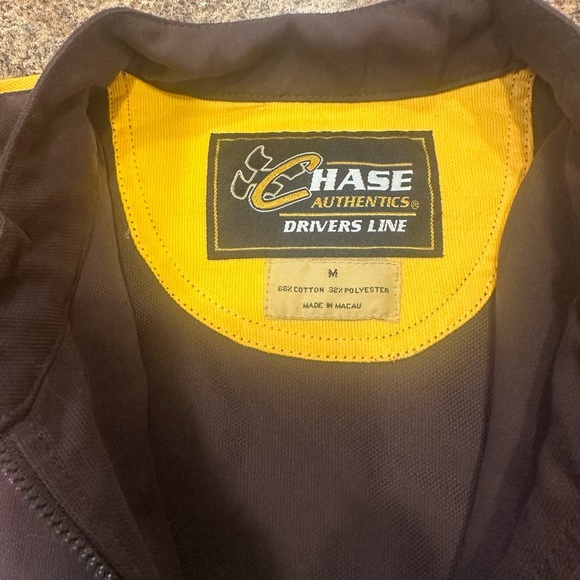 CHASE
AUTHENTICS®
DRIVERS LINE
M
68% COTTON 32% POLYESTER
MADE IN MACAU